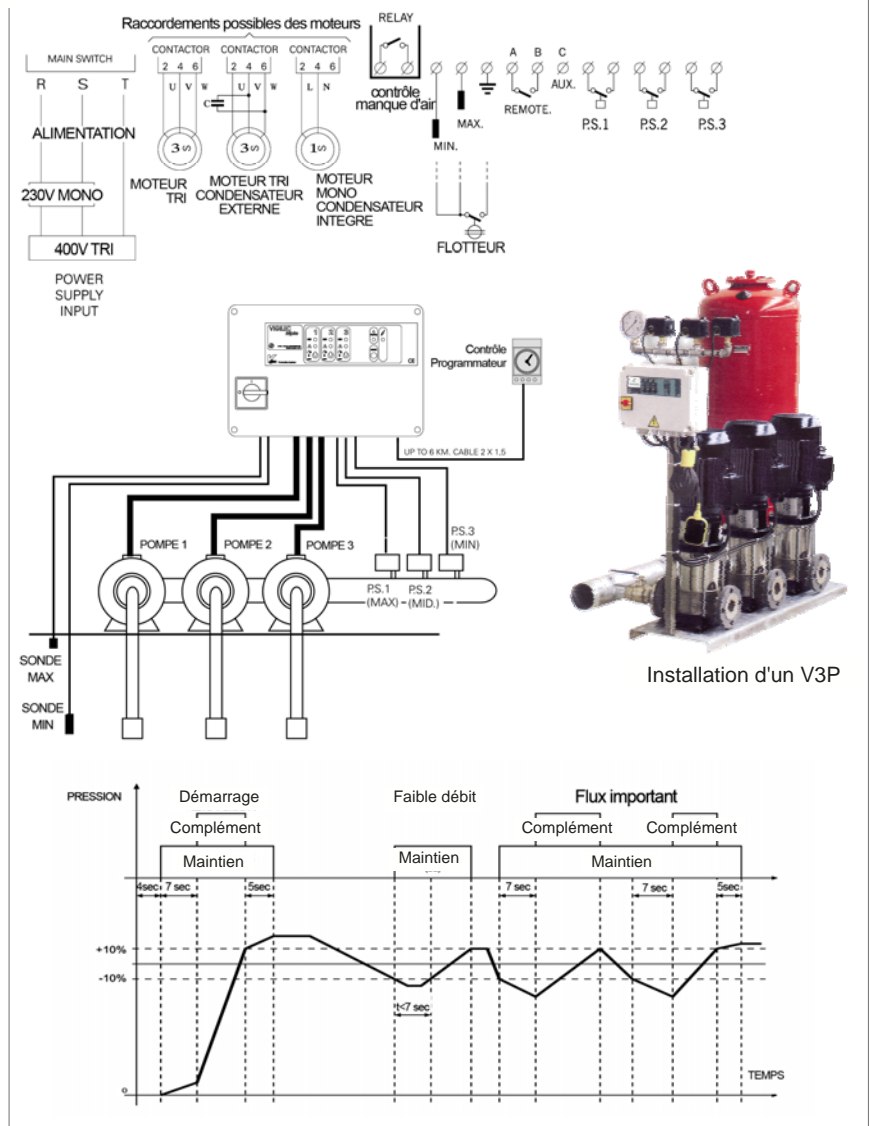 Raccordements possibles des moteurs
RELAY
MAIN SWITCH
CONTACTOR
CONTACTOR
CONTACTOR
2 4 6
2 4 6
2 4 6
R S T
U V W
U V W
L N
C
contrôle
manque d'air
MIN.
MAX.
A B C
AUX.
REMOTE.
P.S.1
P.S.2
P.S.3
ALIMENTATION
3
3
1
230V MONO
400V TRI
POWER
SUPPLY
INPUT
MOTEUR
TRI
MOTEUR TRI
CONDENSATEUR
EXTERNE
MOTEUR
MONO
CONDENSATEUR
INTEGRE
FLOTTEUR
VIGILEC
1 2 3
CE
Contrôle
Programmateur
UP TO 6 KM. CABLE 2 X 1,5
POMPE 1
POMPE 2
POMPE 3
P.S.3
(MIN)
P.S.1
(MAX)
P.S.2
(MID.)
SONDE
MAX
SONDE
MIN
Installation d'un V3P
PRESSION
Démarrage
Faible débit
Flux important
Complément
Complément
Complément
Maintien
Maintien
Maintien
4sec
7 sec
5sec
7 sec
7 sec
5sec
+10%
-10%
t<7 sec
o
TEMPS